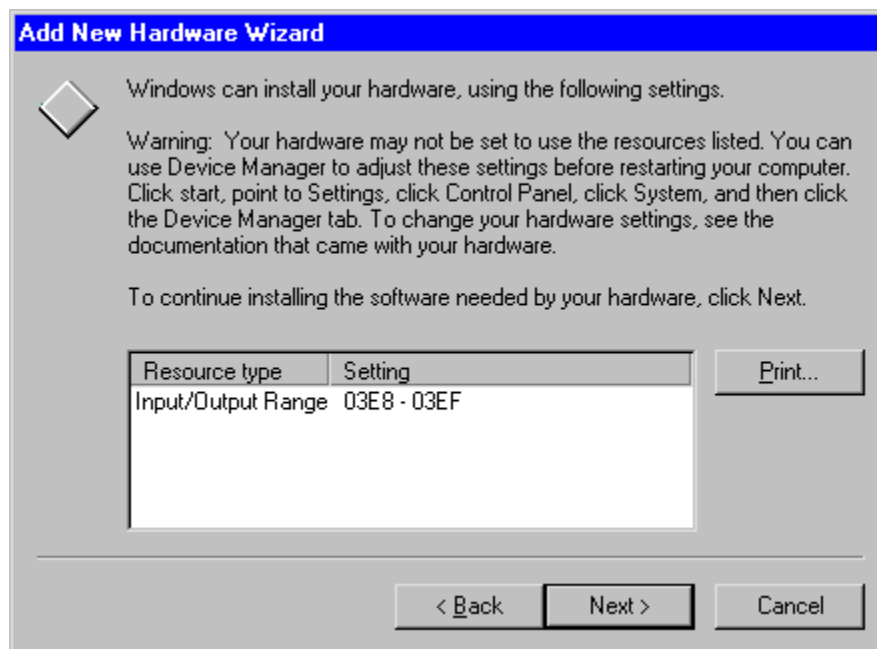 Add New Hardware Wizard
Windows can install your hardware, using the following settings.
Warning: Your hardware may not be set to use the resources listed. You can
use Device Manager to adjust these settings before restarting your computer.
Click start, point to Settings, click Control Panel, click System, and then click
the Device Manager tab. To change your hardware settings, see the
documentation that came with your hardware.
To continue installing the software needed by your hardware, click Next.
Resource type Setting
Input/Output Range 03E8 - 03EF
Print...
< Back Next > Cancel